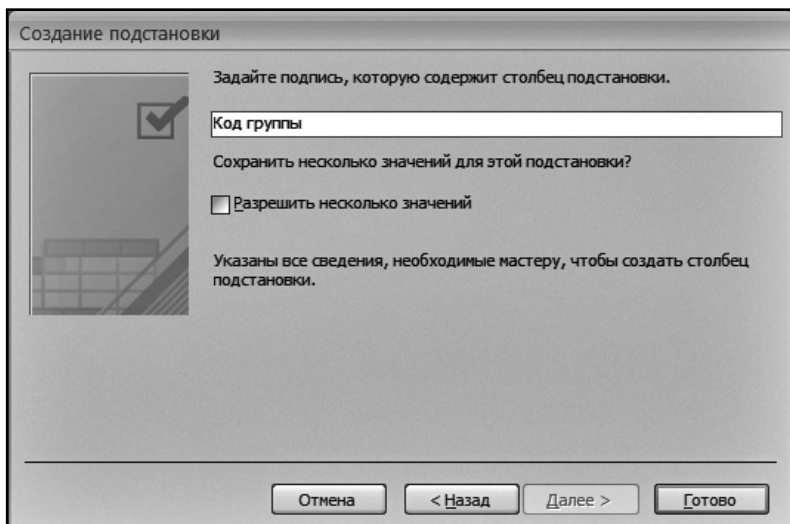 Создание подстановки
Задайте подпись, которую содержит столбец подстановки.
Код группы
Сохранить несколько значений для этой подстановки?
Разрешить несколько значений
Указаны все сведения, необходимые мастеру, чтобы создать столбец
подстановки.
Отмена < Назад Далее > Готово